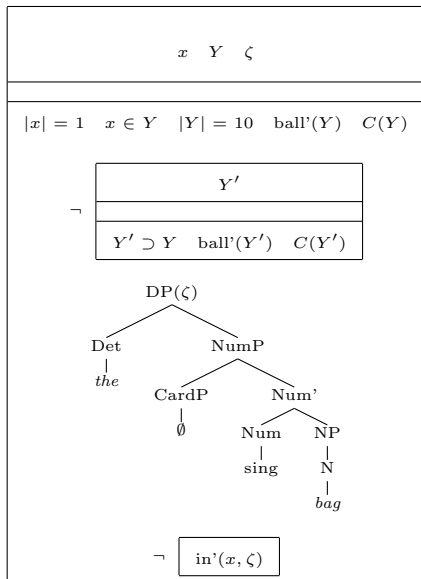 x Y ζ
|x| = 1 x ∈ Y |Y| = 10 ball'(Y) C(Y)
Y′
¬
Y′ ⊃ Y ball'(Y′) C(Y′)
DP(ζ)
Det NumP
the
CardP Num'
∅
Num NP
sing N
bag
¬ in'(x, ζ)